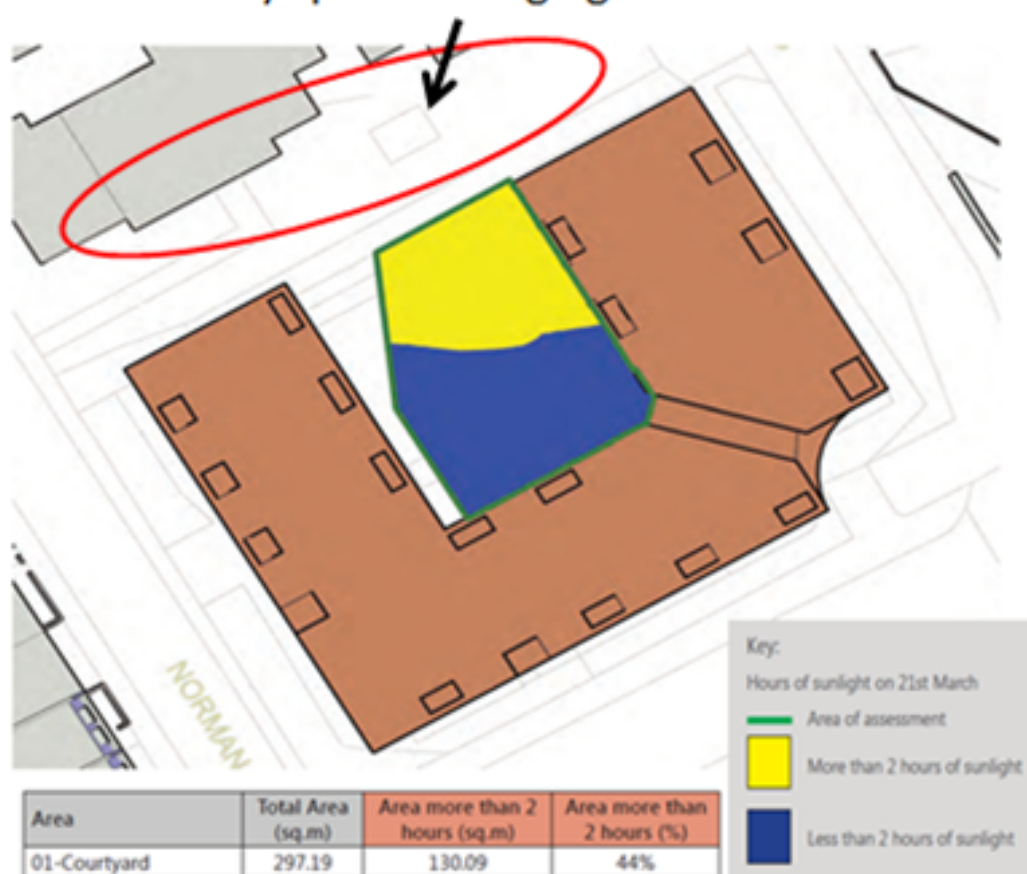 NORMAN
Key:
Hours of sunlight on 21st March
Area of assessment
More than 2 hours of sunlight
Less than 2 hours of sunlight
Area Total Area (sq.m) Area more than 2 hours (sq.m) Area more than 2 hours (%)
01-Courtyard 297.19 130.09 44%